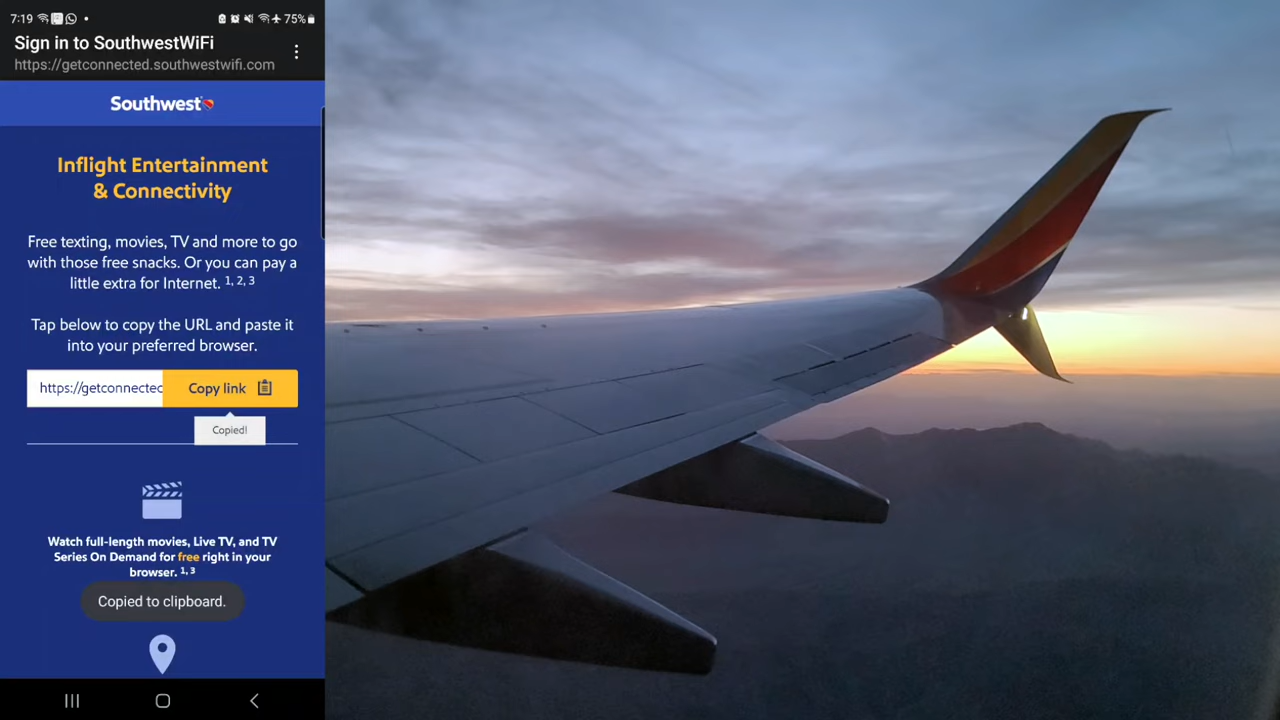 7:19
75%
Sign in to SouthwestWiFi
https://getconnected.southwestwifi.com
Southwest
Inflight Entertainment
& Connectivity
Free texting, movies, TV and more to go
with those free snacks. Or you can pay a
little extra for Internet. 1, 2, 3
Tap below to copy the URL and paste it
into your preferred browser.
https://getconnected
Copy link
Copied!
Watch full-length movies, Live TV, and TV
Series On Demand for free right in your
browser. 1, 3
Copied to clipboard.